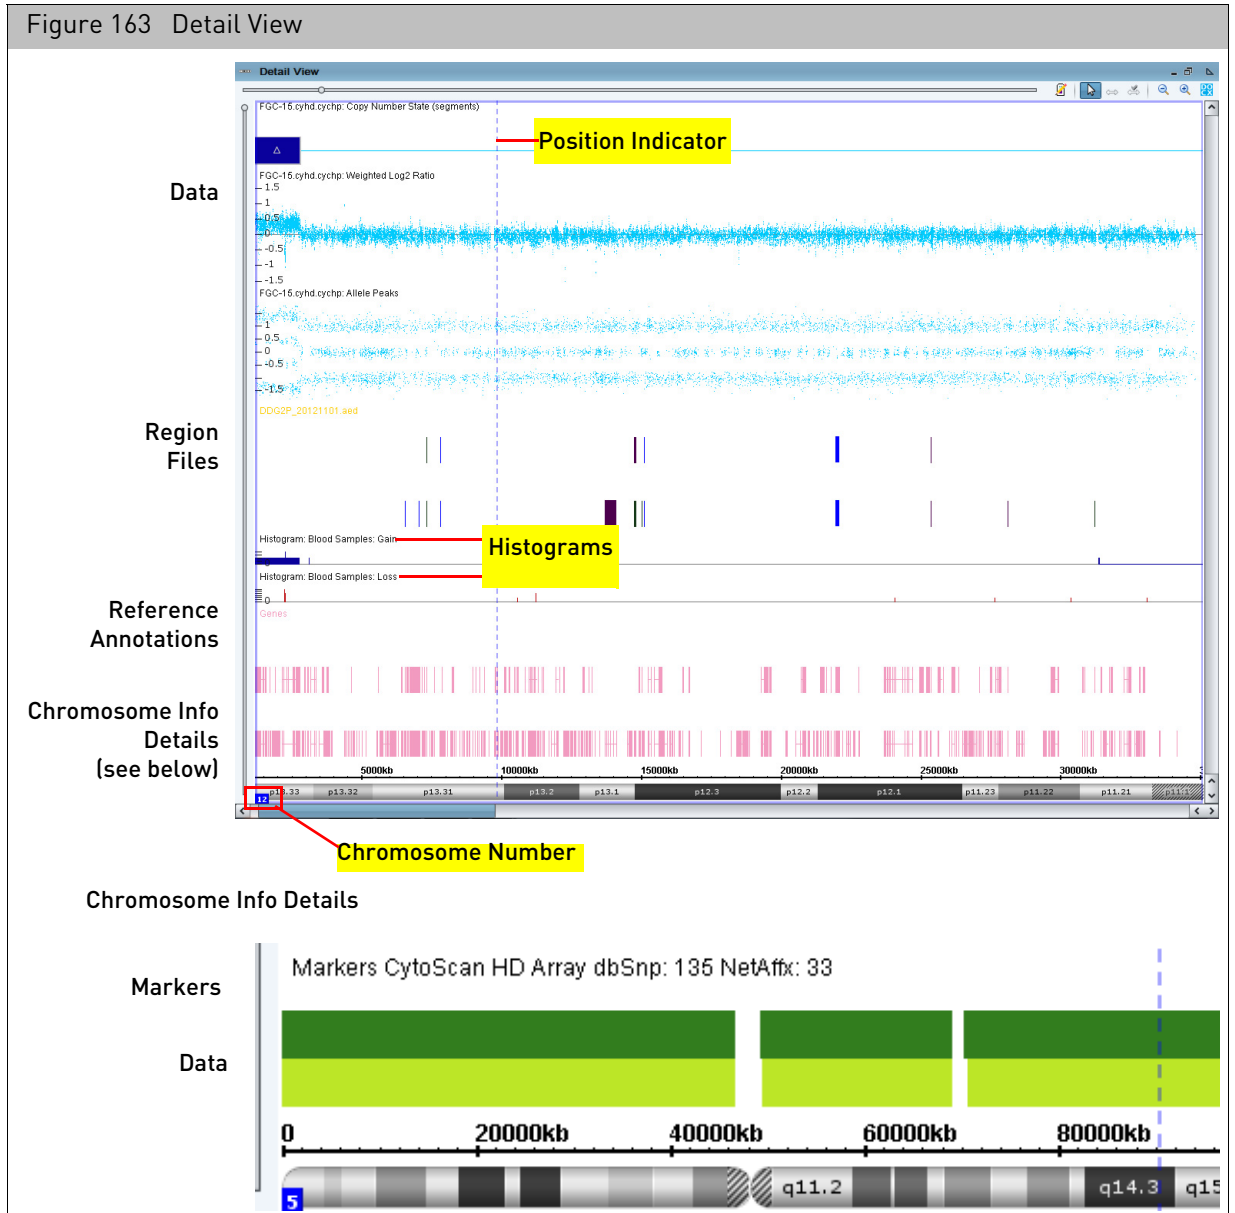 Figure 163 Detail View
Detail View
FGC-15.cyhd.cychp: Copy Number State (segments)
Position Indicator
Data
FGC-15.cyhd.cychp: Weighted Log2 Ratio
1.5
1
0.5
0
-0.5
-1
-1.5
FGC-15.cyhd.cychp: Allele Peaks
1
0.5
0
-0.5
-1.5
DDG2P_20121101.aed
Region
Files
Histogram: Blood Samples: Gain
Histograms
Histogram: Blood Samples: Loss
0
Reference
Annotations
Genes
Chromosome Info
Details
(see below)
5000kb 10000kb 15000kb 20000kb 25000kb 30000kb
p13.33 p13.32 p13.31 p13.2 p13.1 p12.3 p12.2 p12.1 p11.23 p11.22 p11.21 p11.1
12
Chromosome Number
Chromosome Info Details
Markers CytoScan HD Array dbSnp: 135 NetAffx: 33
Markers
Data
0 20000kb 40000kb 60000kb 80000kb
5 q11.2 q14.3 q15